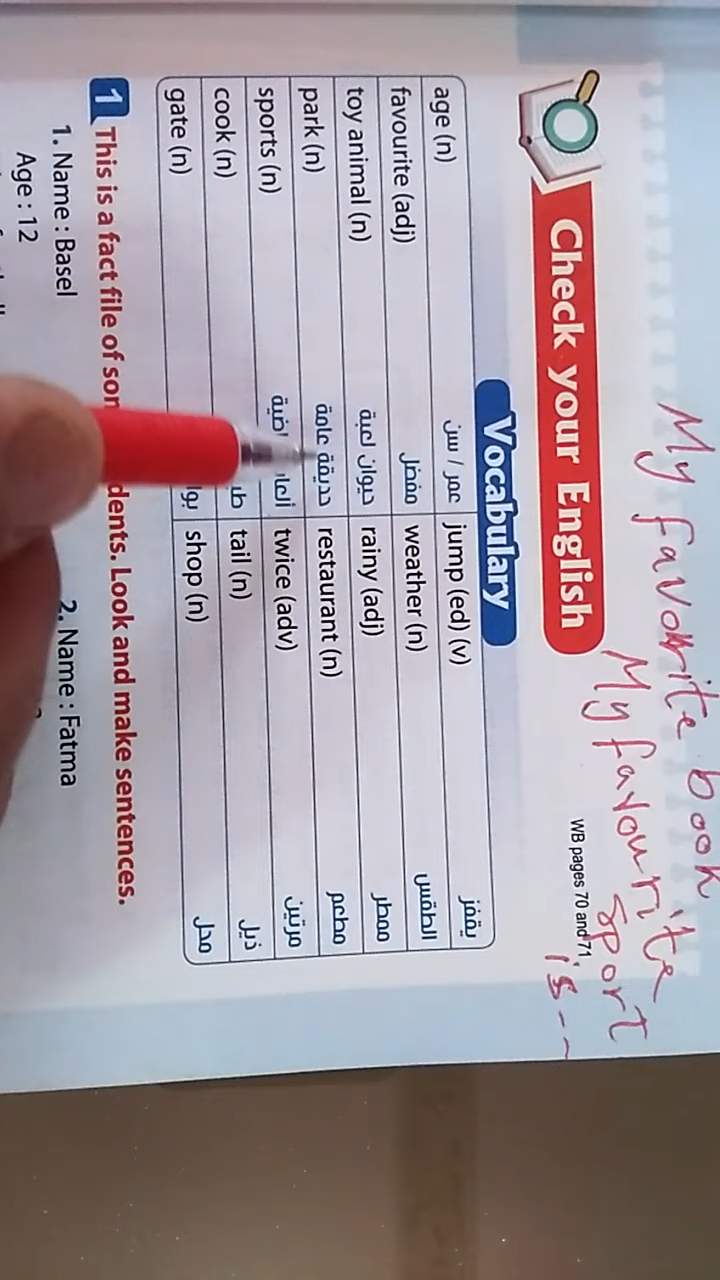 My favourite book
My favourite
sport
is--
Check your English
WB pages 70 and 71
Vocabulary
age (n) عمر / سن jump (ed) (v) يقفز
favourite (adj) مفضل weather (n) الطقس
toy animal (n) حيوان لعبة rainy (adj) ممطر
park (n) حديقة عامة restaurant (n) مطعم
sports (n) twice (adv) مرتين
cook (n) tail (n) ذيل
gate (n) shop (n) محل
1 This is a fact file of Look and make sentences.
1. Name : Basel 2. Name : Fatma
Age : 12